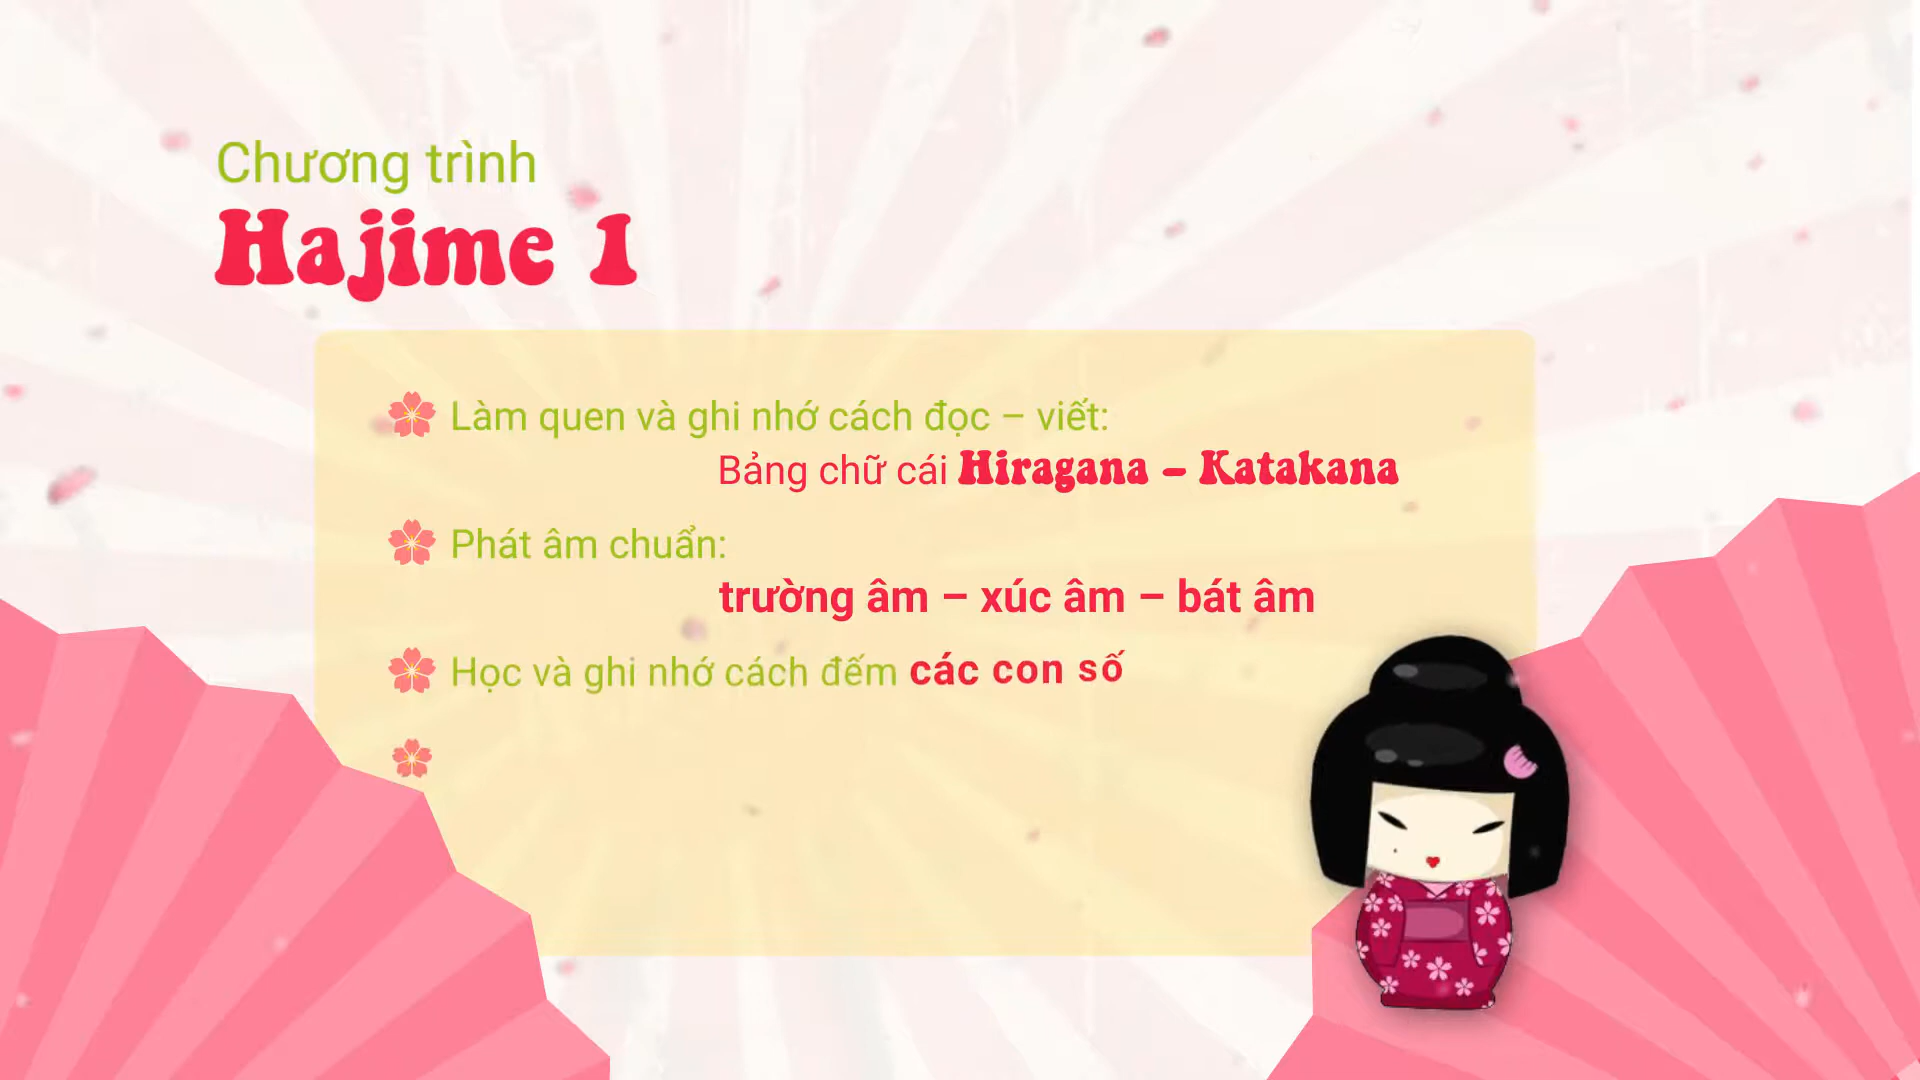 Chương trình
Hajime 1
Làm quen và ghi nhớ cách đọc – viết:
Bảng chữ cái Hiragana – Katakana
Phát âm chuẩn:
trường âm – xúc âm – bát âm
Học và ghi nhớ cách đếm các con số